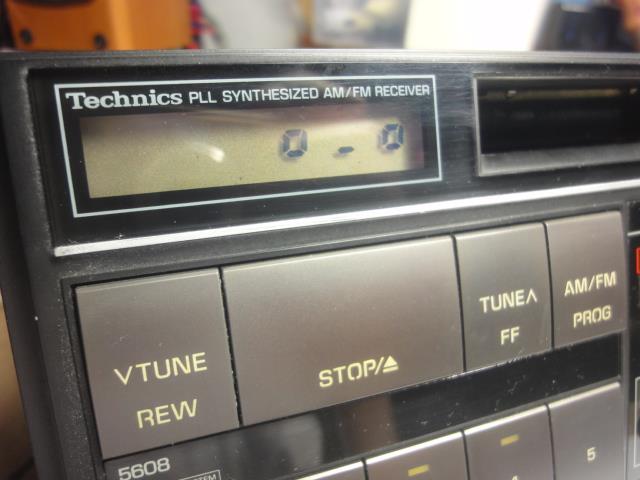 Technics PLL SYNTHESIZED AM/FM RECEIVER
0-0
∨TUNE
REW
STOP/⏏
TUNE∧
FF
AM/FM
PROG
5608
5